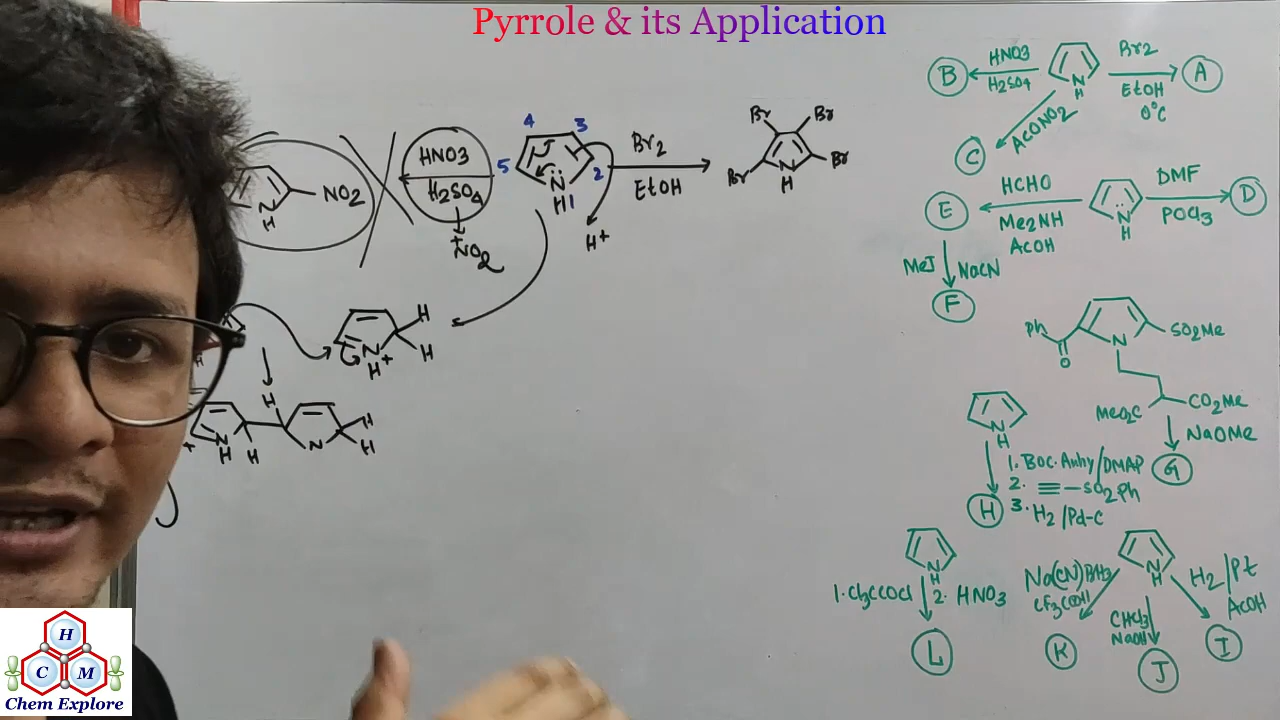 Pyrrole & its Application
4
3
5
2
N
H 1
HNO3
H2SO4
+NO2
NO2
N
H
Br2
EtOH
H+
Br
Br
Br
Br
N
H
H
H
N+
H
H
H
N
H
H
N
H
H
B
HNO3
H2SO4
N
H
Br2
EtOH
0°C
A
AcONO2
C
E
HCHO
Me2NH
AcOH
N
H
DMF
POCl3
D
MeI
NaCN
F
Ph
O
N
SO2Me
MeO2C
CO2Me
NaOMe
G
N
H
1. Boc. Anhy/DMAP
2. ≡—SO2Ph
3. H2/Pd-C
H
N
H
1. Cl3CCOCl
2. HNO3
L
N
H
Na(CN)BH3
CF3COOH
K
CHCl3/
NaOH
J
H2/Pt
AcOH
I
H
C
M
Chem Explore